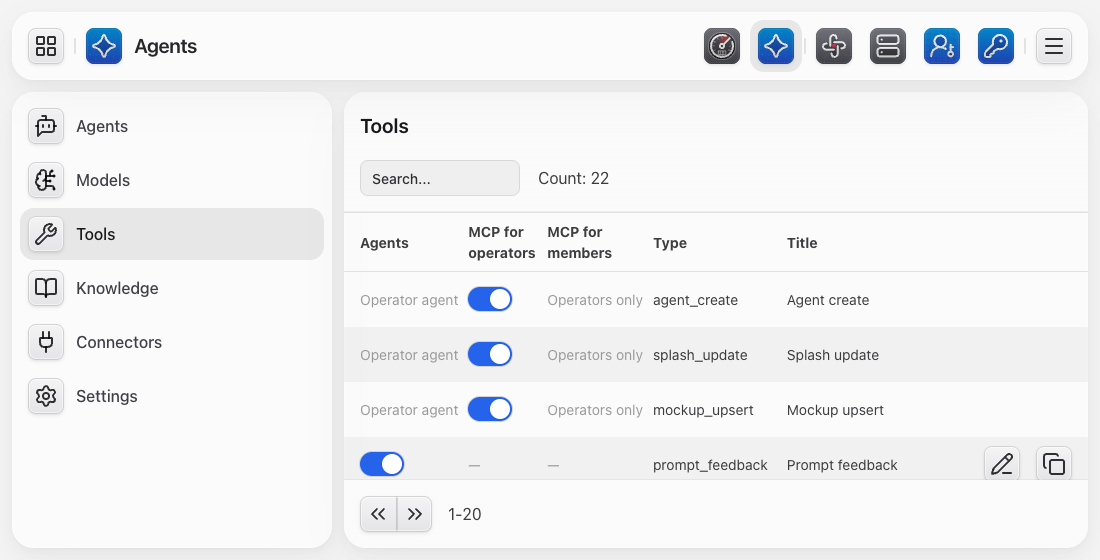 Agents
Agents
Models
Tools
Knowledge
Connectors
Settings
Tools
Search...
Count: 22
Agents
MCP for operators
MCP for members
Type
Title
Operator agent Operators only agent_create Agent create
Operator agent Operators only splash_update Splash update
Operator agent Operators only mockup_upsert Mockup upsert
— — prompt_feedback Prompt feedback
1-20